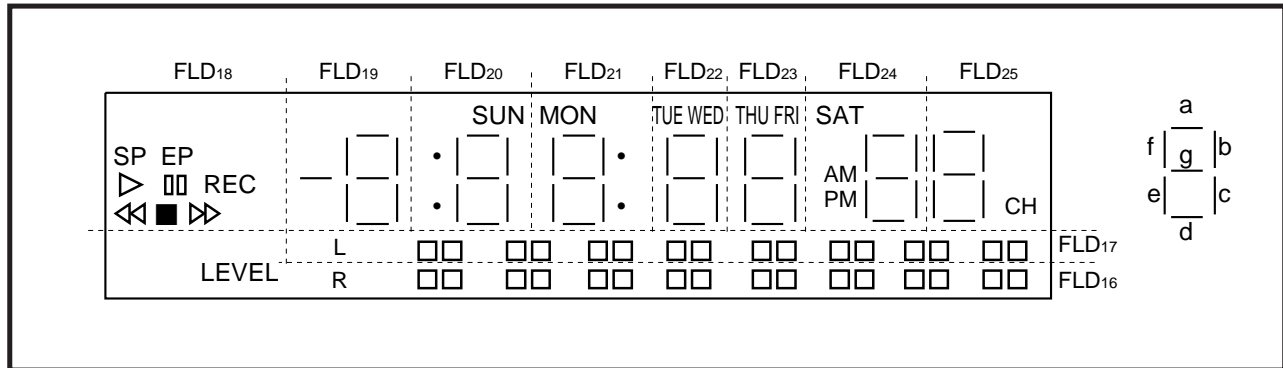 FLD18 FLD19 FLD20 FLD21 FLD22 FLD23 FLD24 FLD25
SUN MON TUE WED THU FRI SAT
a
f g b
SP EP
REC
AM
PM
e c
CH
d
L FLD17
LEVEL R FLD16